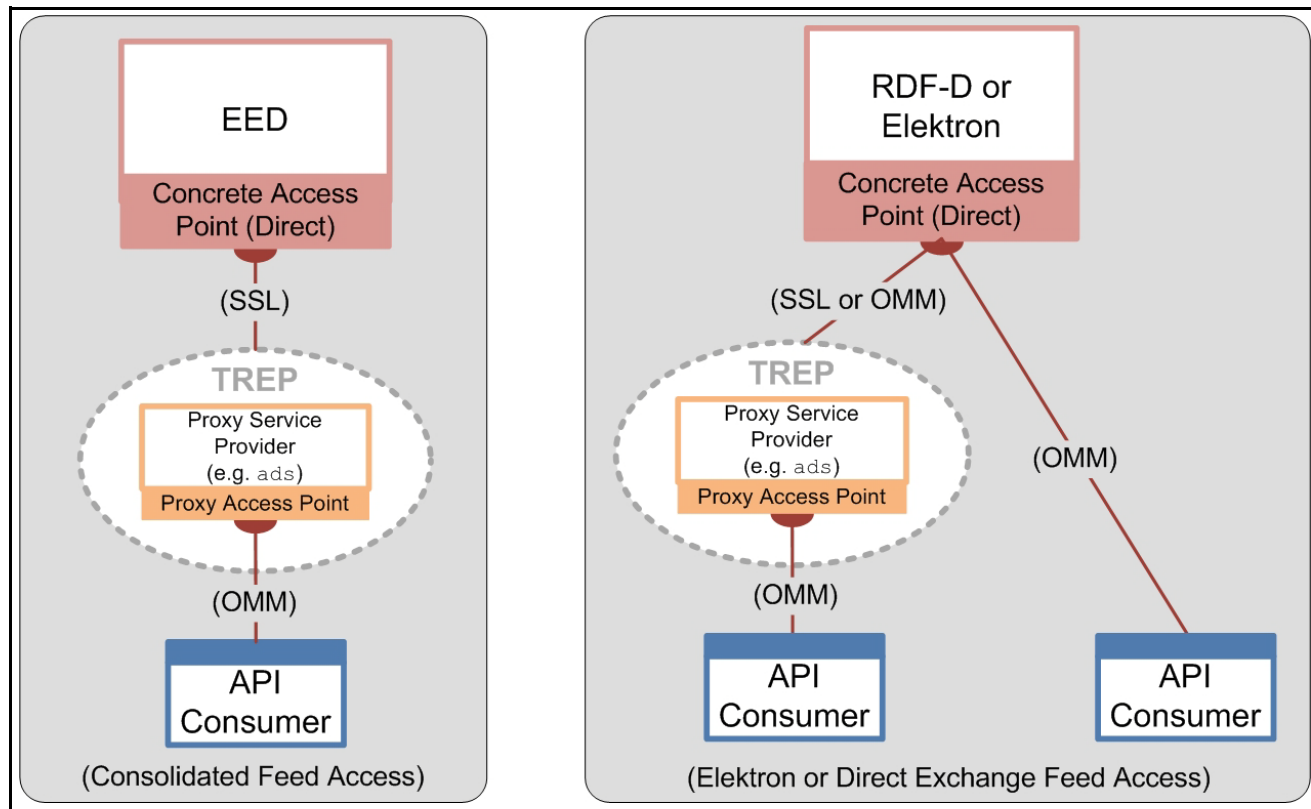 EED
Concrete Access
Point (Direct)
(SSL)
TREP
Proxy Service
Provider
(e.g. ads)
Proxy Access Point
(OMM)
API
Consumer
(Consolidated Feed Access)
RDF-D or
Elektron
Concrete Access
Point (Direct)
(SSL or OMM)
TREP
Proxy Service
Provider
(e.g. ads)
Proxy Access Point
(OMM)
(OMM)
API
Consumer
API
Consumer
(Elektron or Direct Exchange Feed Access)